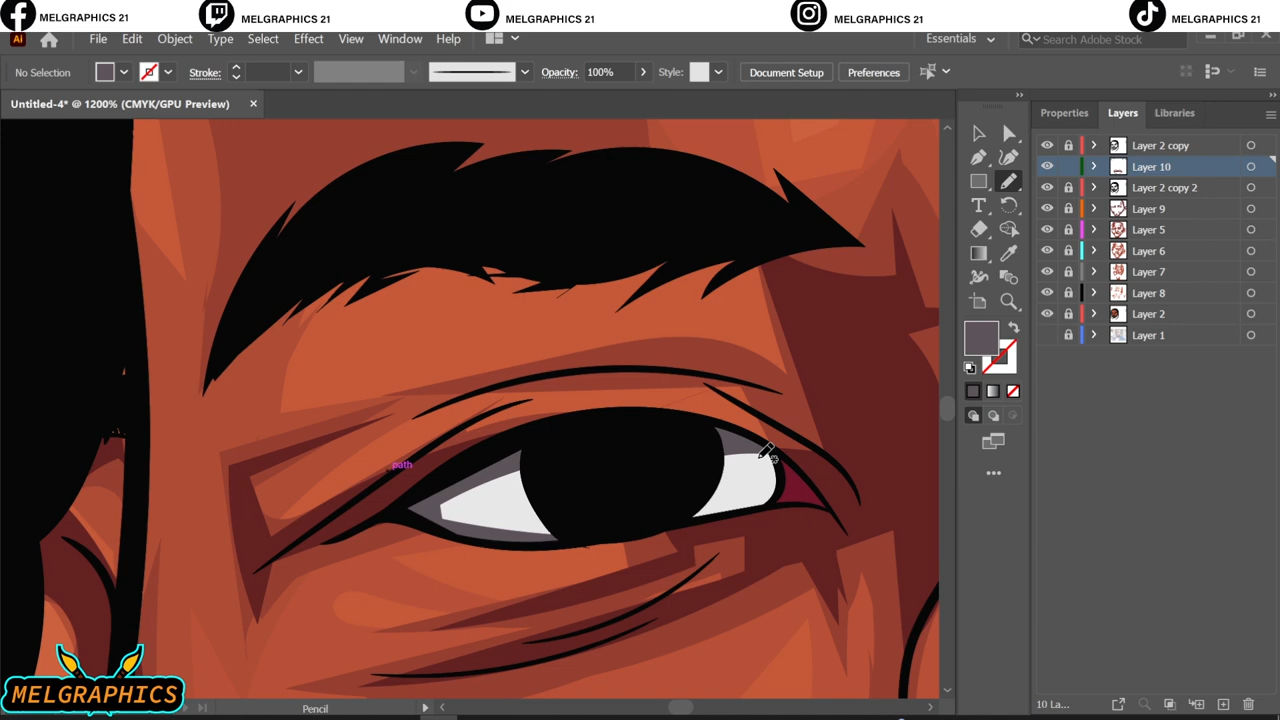 MELGRAPHICS 21 MELGRAPHICS 21 MELGRAPHICS 21 MELGRAPHICS 21 MELGRAPHICS 21
Ai File Edit Object Type Select Effect View Window Help Essentials Search Adobe Stock
No Selection Stroke: Opacity: 100% Style: Document Setup Preferences
Untitled-4* @ 1200% (CMYK/GPU Preview)
Properties Layers Libraries
Layer 2 copy
Layer 10
Layer 2 copy 2
Layer 9
Layer 5
Layer 6
Layer 7
Layer 8
Layer 2
Layer 1
path
MELGRAPHICS
Pencil
10 La...